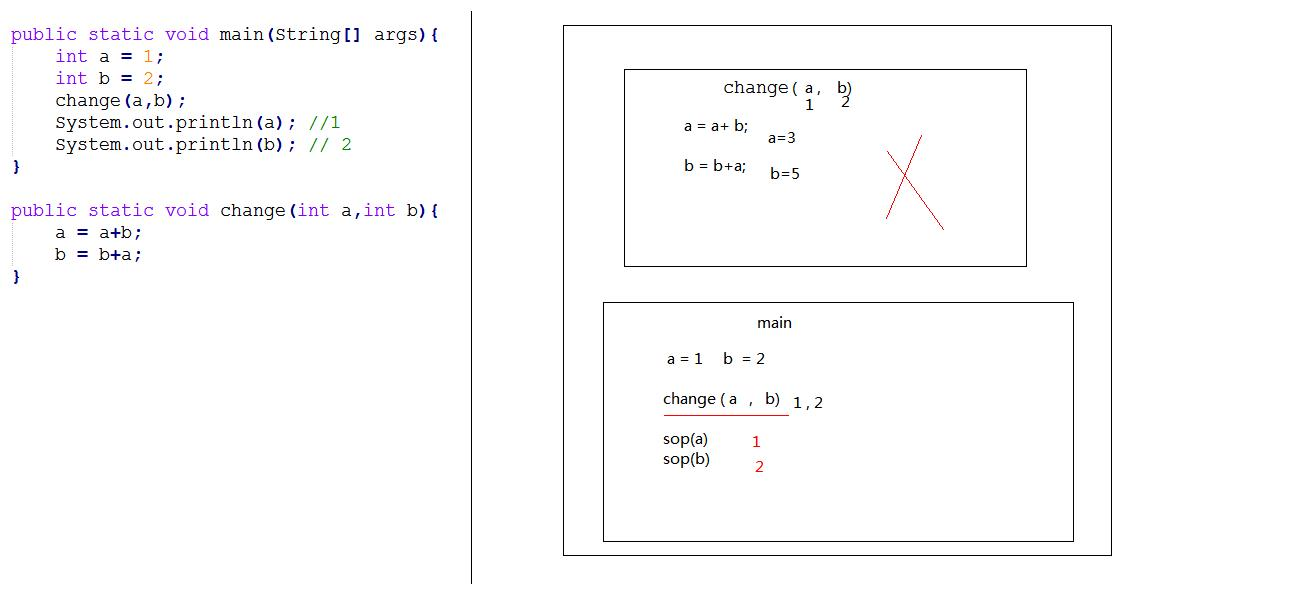 public static void main(String[] args){
    int a = 1;
    int b = 2;
    change(a,b);
    System.out.println(a); //1
    System.out.println(b); // 2
}
public static void change(int a,int b){
    a = a+b;
    b = b+a;
}
change( a, b)
1 2
a = a+ b;
a=3
b = b+a;
b=5
main
a = 1 b = 2
change ( a , b) 1 , 2
sop(a) 1
sop(b) 2